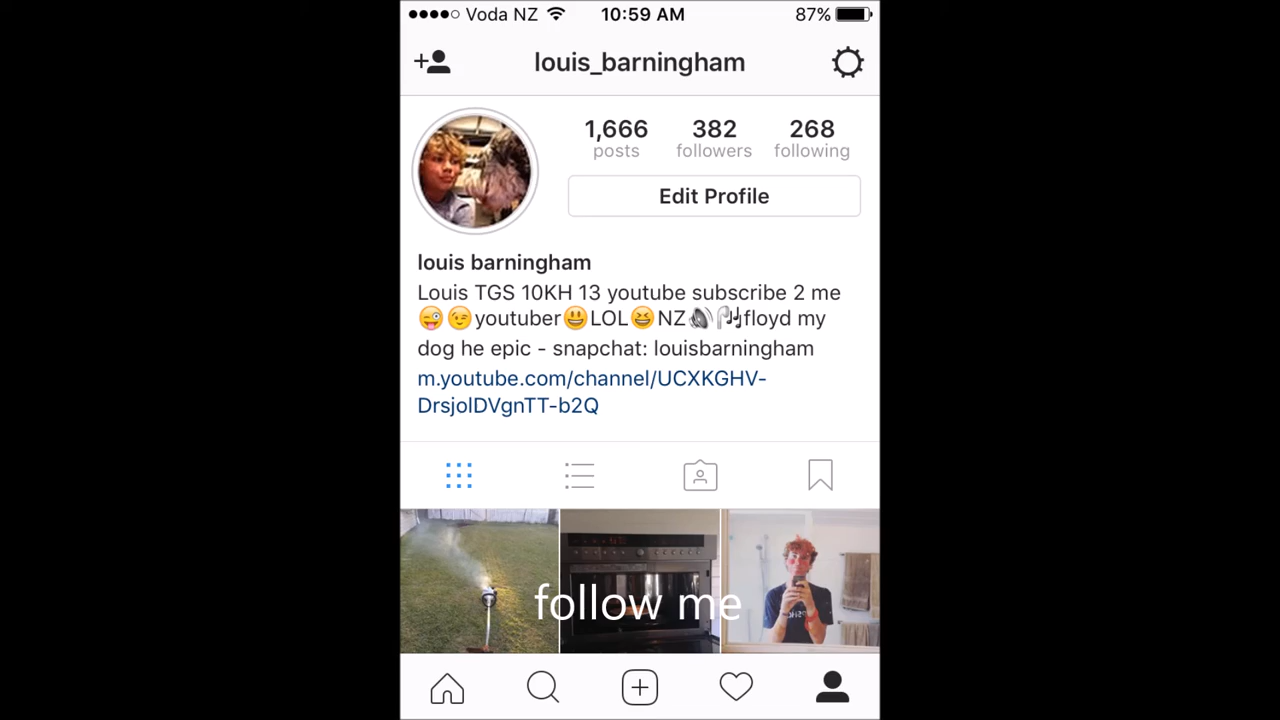 Voda NZ 10:59 AM 87%
louis_barningham
1,666 382 268
posts followers following
Edit Profile
louis barningham
Louis TGS 10KH 13 youtube subscribe 2 me
😜😉youtuber😃LOL😆NZ🔊🎧floyd my
dog he epic - snapchat: louisbarningham
m.youtube.com/channel/UCXKGHV-
DrsjolDVgnTT-b2Q
follow me